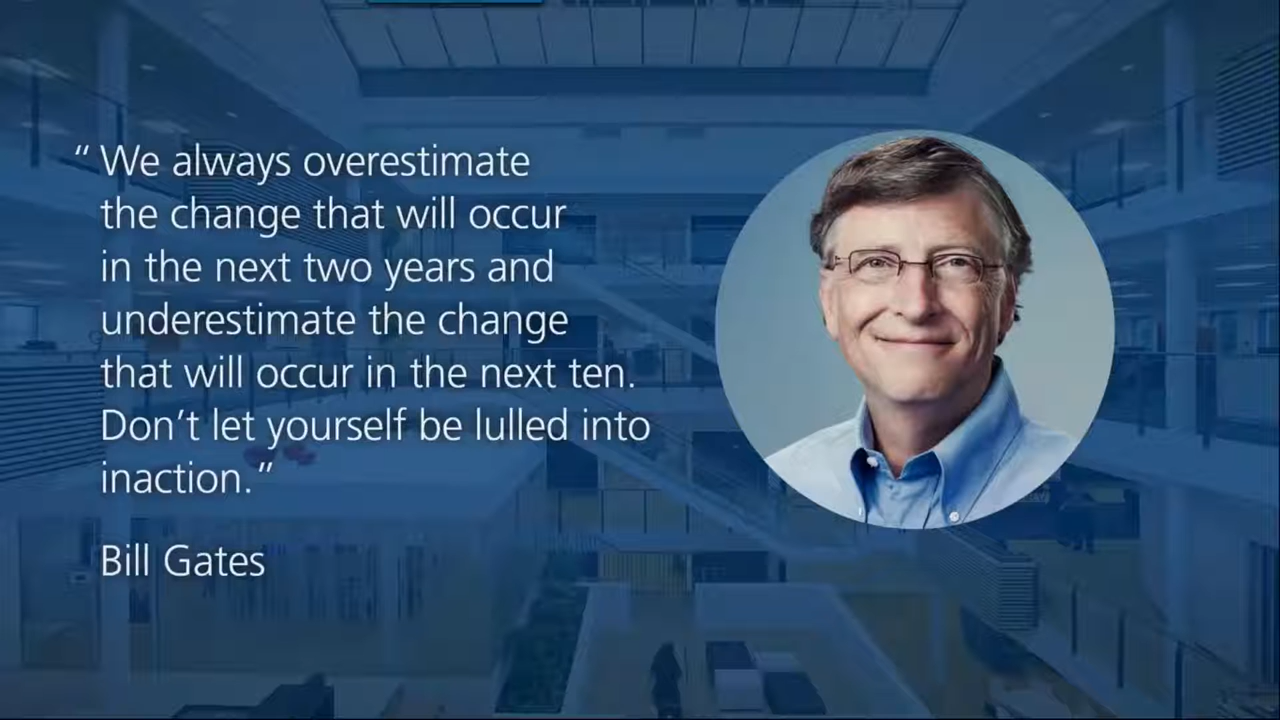 “ We always overestimate
the change that will occur
in the next two years and
underestimate the change
that will occur in the next ten.
Don’t let yourself be lulled into
inaction.”
Bill Gates